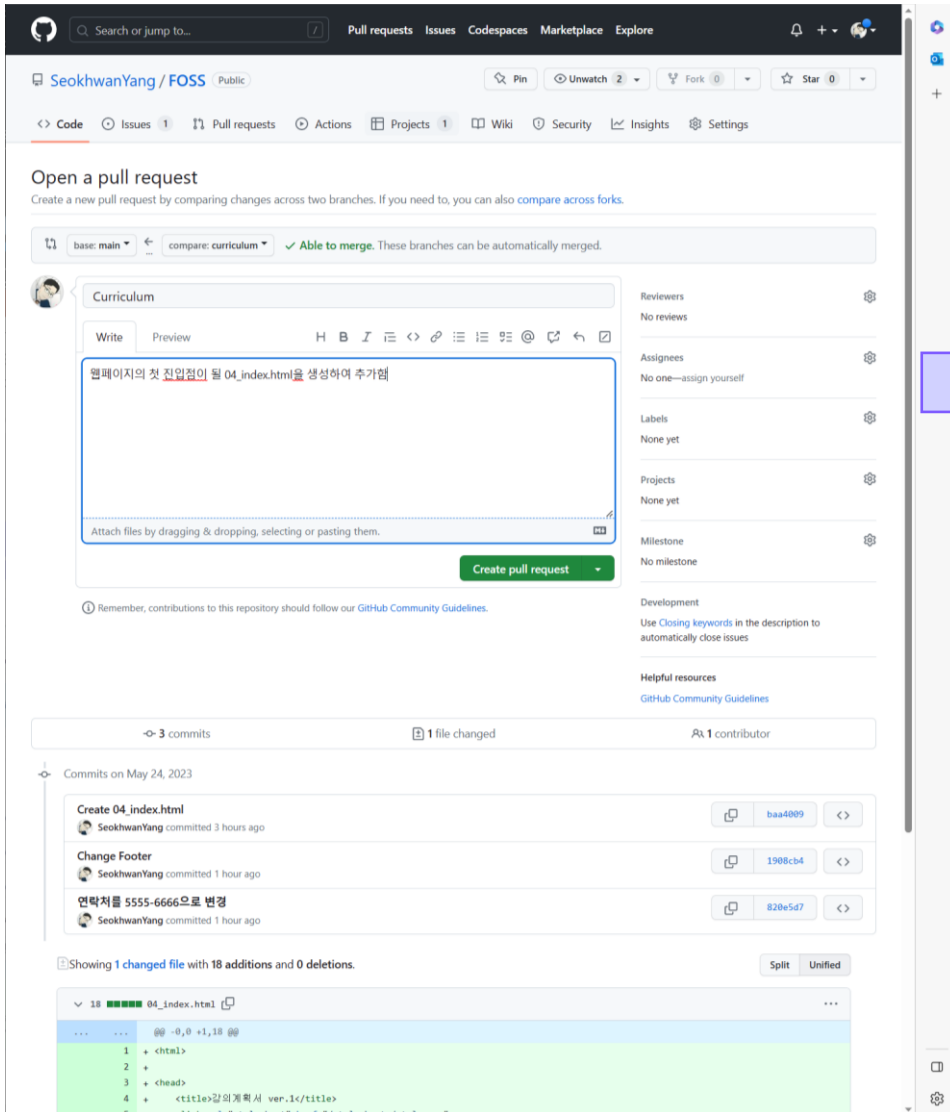 Search or jump to...
/
Pull requests Issues Codespaces Marketplace Explore
SeokhwanYang / FOSS Public
Pin
Unwatch 2
Fork 0
Star 0
Code
Issues 1
Pull requests
Actions
Projects 1
Wiki
Security
Insights
Settings
Open a pull request
Create a new pull request by comparing changes across two branches. If you need to, you can also compare across forks.
base: main
compare: curriculum
Able to merge. These branches can be automatically merged.
Curriculum
Write
Preview
웹페이지의 첫 진입점이 될 04_index.html을 생성하여 추가함
Attach files by dragging & dropping, selecting or pasting them.
Create pull request
Remember, contributions to this repository should follow our GitHub Community Guidelines.
Reviewers
No reviews
Assignees
No one—assign yourself
Labels
None yet
Projects
None yet
Milestone
No milestone
Development
Use Closing keywords in the description to
automatically close issues
Helpful resources
GitHub Community Guidelines
3 commits
1 file changed
1 contributor
Commits on May 24, 2023
Create 04_index.html
SeokhwanYang committed 3 hours ago
baa4009
Change Footer
SeokhwanYang committed 1 hour ago
1908cb4
연락처를 5555-6666으로 변경
SeokhwanYang committed 1 hour ago
820e5d7
Showing 1 changed file with 18 additions and 0 deletions.
Split Unified
18 04_index.html
... ... @@ -0,0 +1,18 @@
1 + <html>
2 +
3 + <head>
4 + <title>강의계획서 ver.1</title>